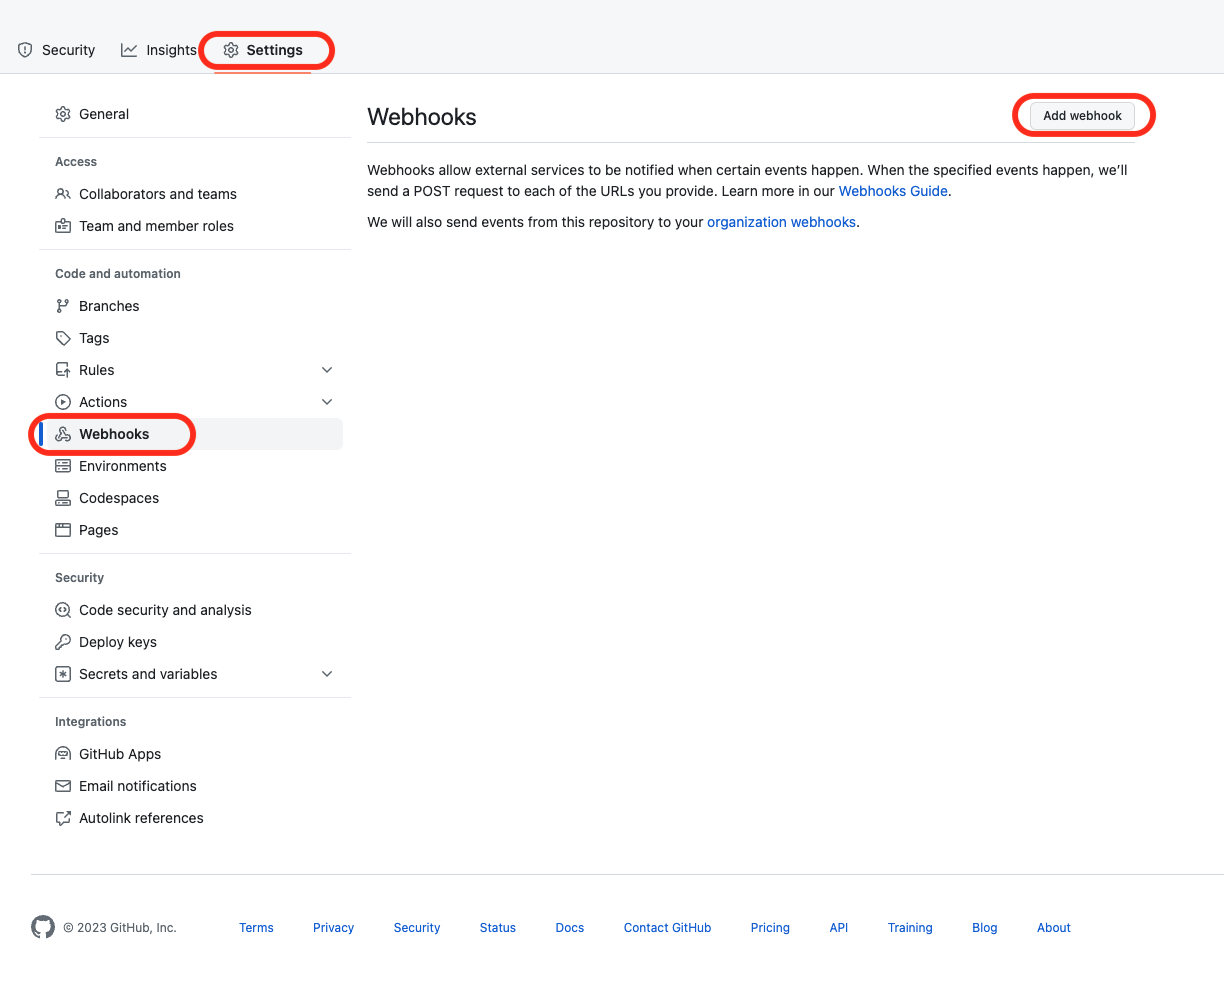 Security Insights Settings
General
Access
Collaborators and teams
Team and member roles
Code and automation
Branches
Tags
Rules
Actions
Webhooks
Environments
Codespaces
Pages
Security
Code security and analysis
Deploy keys
Secrets and variables
Integrations
GitHub Apps
Email notifications
Autolink references
Webhooks
Add webhook
Webhooks allow external services to be notified when certain events happen. When the specified events happen, we’ll
send a POST request to each of the URLs you provide. Learn more in our Webhooks Guide.
We will also send events from this repository to your organization webhooks.
© 2023 GitHub, Inc. Terms Privacy Security Status Docs Contact GitHub Pricing API Training Blog About